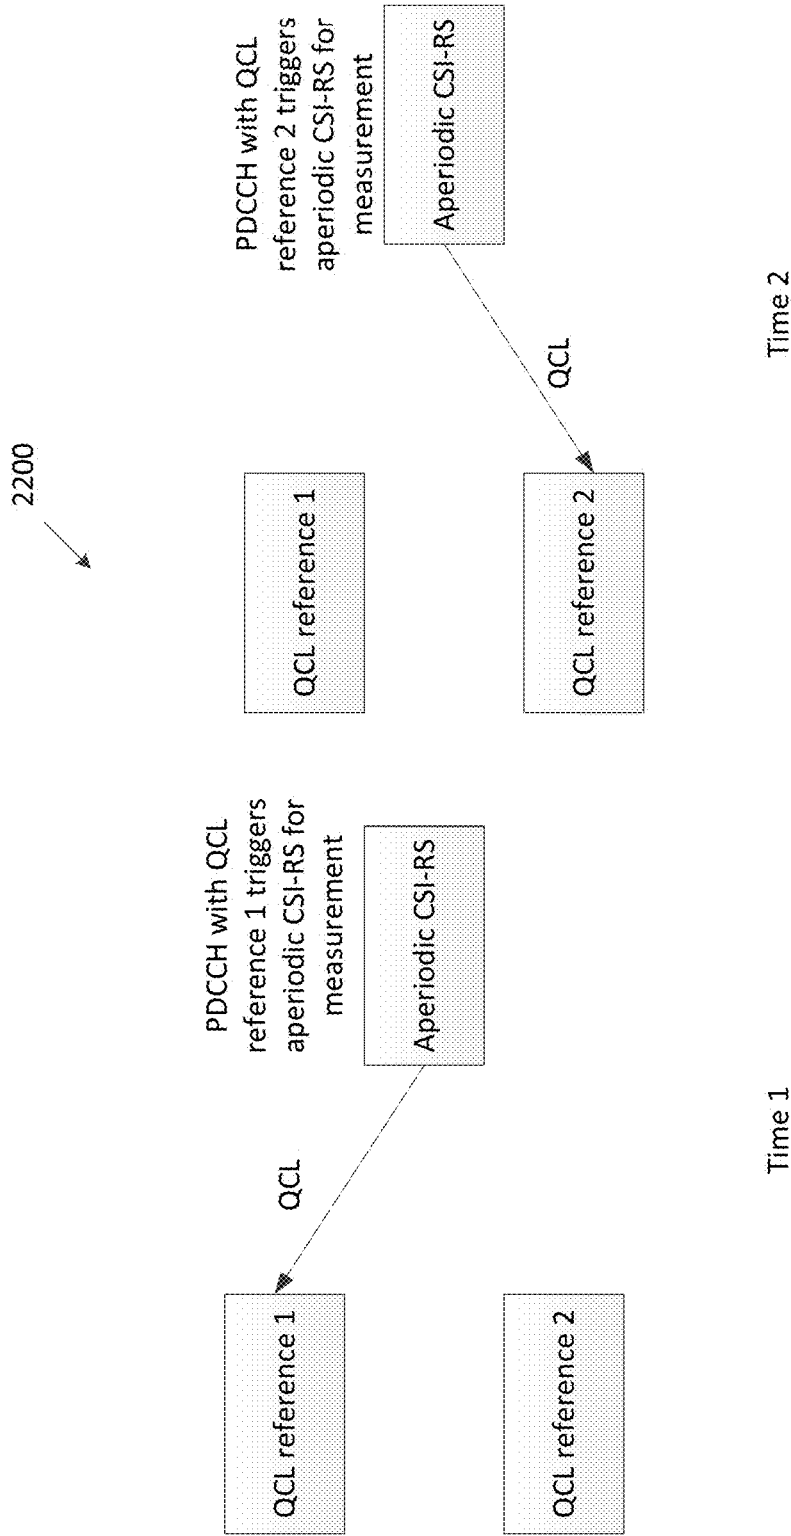 2200
PDCCH with QCL
reference 1 triggers
aperiodic CSI-RS for
measurement
QCL reference 1
QCL
Aperiodic CSI-RS
QCL reference 2
Time 1
PDCCH with QCL
reference 2 triggers
aperiodic CSI-RS for
measurement
QCL reference 1
Aperiodic CSI-RS
QCL
QCL reference 2
Time 2